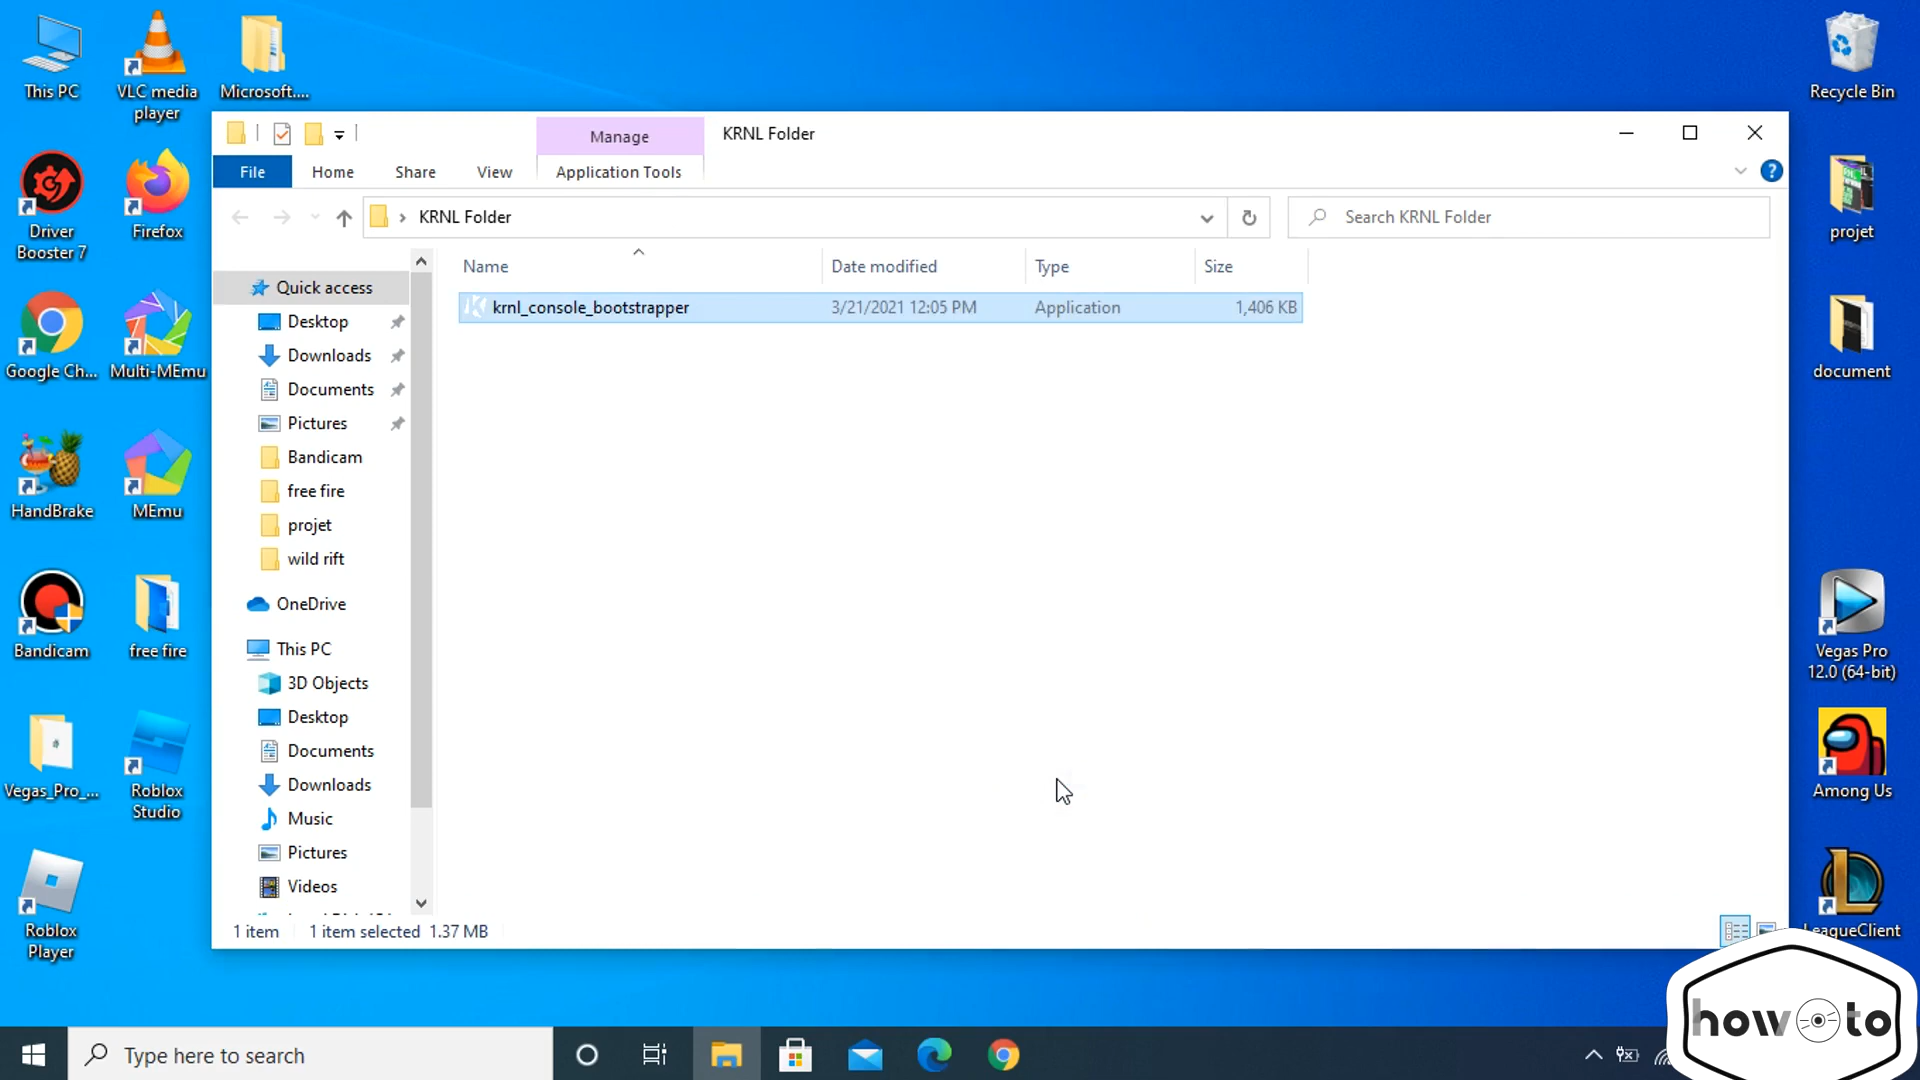 This PC
VLC media
player
Microsoft....
Recycle Bin
Manage
KRNL Folder
File
Home
Share
View
Application Tools
?
Driver
Booster 7
Firefox
projet
KRNL Folder
Search KRNL Folder
Name
Date modified
Type
Size
krnl_console_bootstrapper
3/21/2021 12:05 PM
Application
1,406 KB
Quick access
Desktop
Downloads
Documents
Pictures
Bandicam
free fire
projet
wild rift
OneDrive
This PC
3D Objects
Desktop
Documents
Downloads
Music
Pictures
Videos
Google Ch...
Multi-MEmu
document
HandBrake
MEmu
Bandicam
free fire
Vegas Pro
12.0 (64-bit)
Vegas_Pro_...
Roblox
Studio
Among Us
Roblox
Player
LeagueClient
1 item
1 item selected
1.37 MB
Type here to search
how to